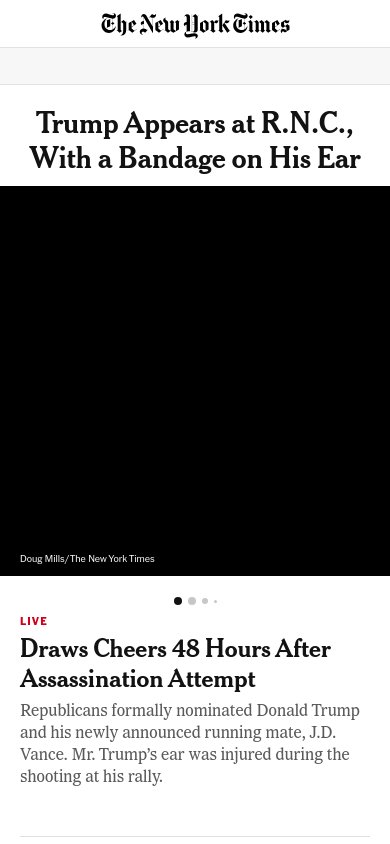 The New York Times
Trump Appears at R.N.C.,
With a Bandage on His Ear
Doug Mills/The New York Times
LIVE
Draws Cheers 48 Hours After
Assassination Attempt
Republicans formally nominated Donald Trump
and his newly announced running mate, J.D.
Vance. Mr. Trump’s ear was injured during the
shooting at his rally.